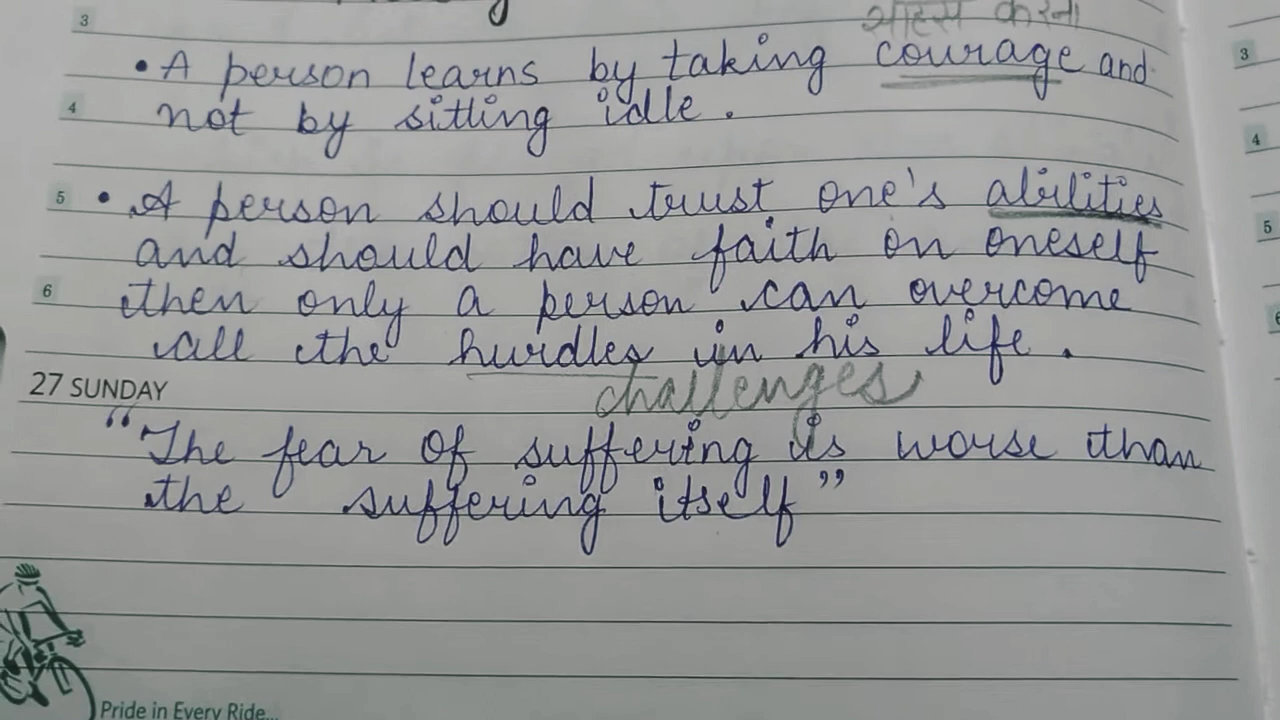 3
साहस करना
• A person learns by taking courage and
4 not by sitting idle.
5 • A person should trust one's abilities
and should have faith on oneself
6 then only a person can overcome
all the hurdles in his life.
27 SUNDAY
challenges
"The fear of suffering is worse than
the suffering itself"
Pride in Every Ride...
3
4
5